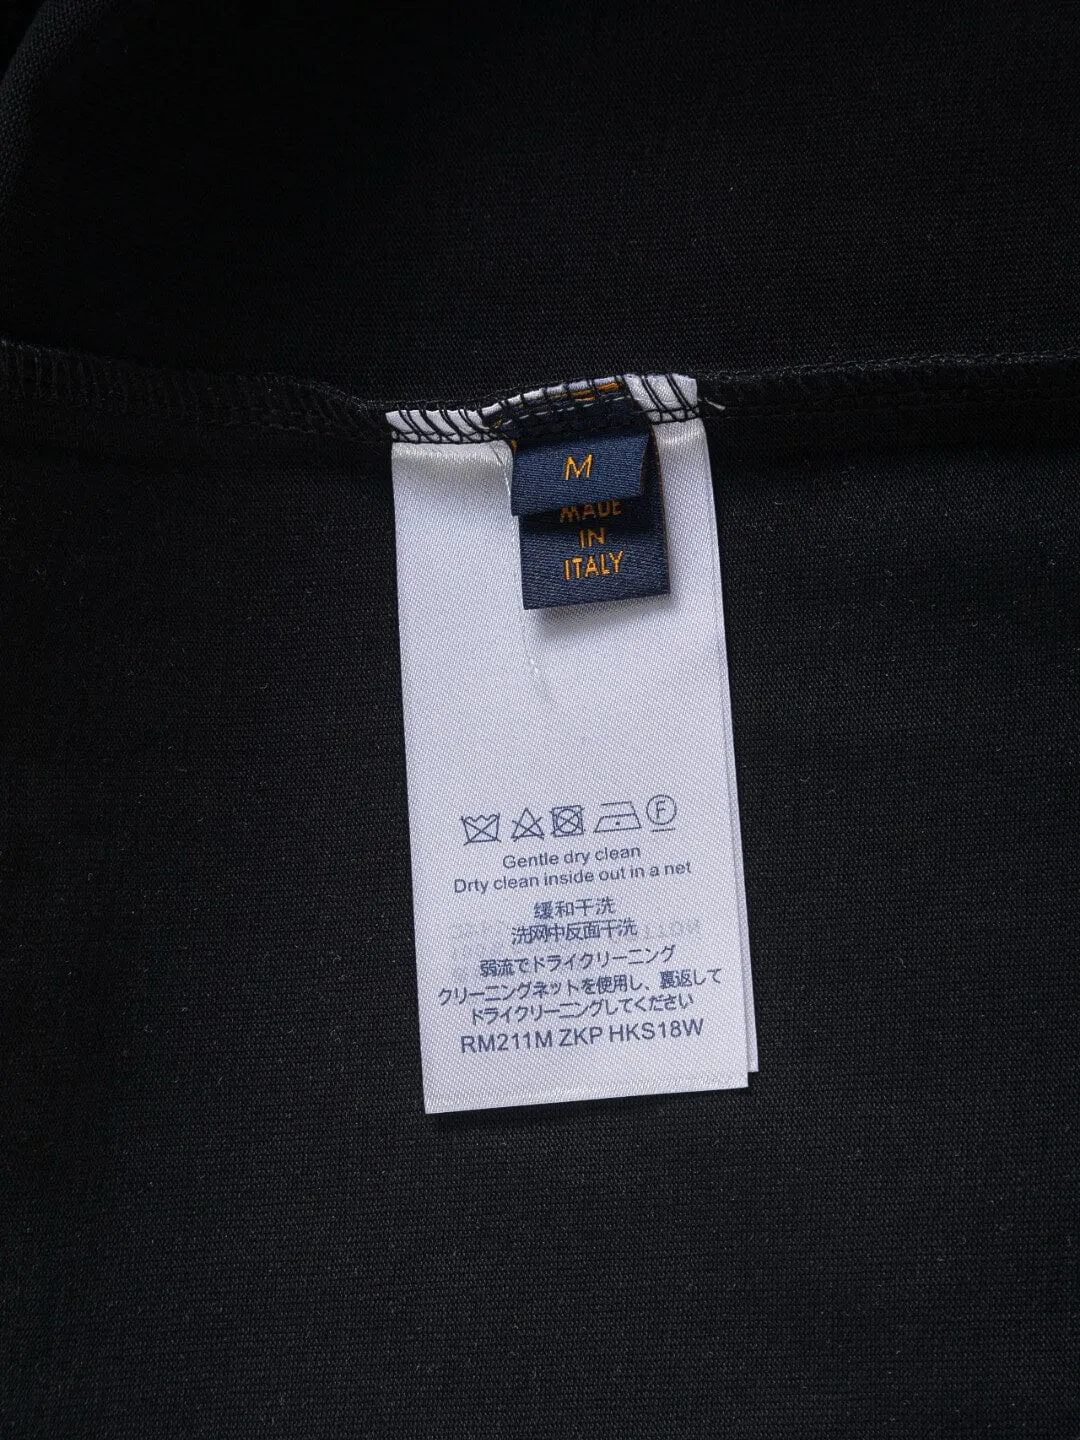 M
MADE
IN
ITALY
F
Gentle dry clean
Drty clean inside out in a net
缓和干洗
洗网中反面干洗
弱流でドライクリーニング
クリーニングネットを使用し、裏返して
ドライクリーニングしてください
RM211M ZKP HKS18W